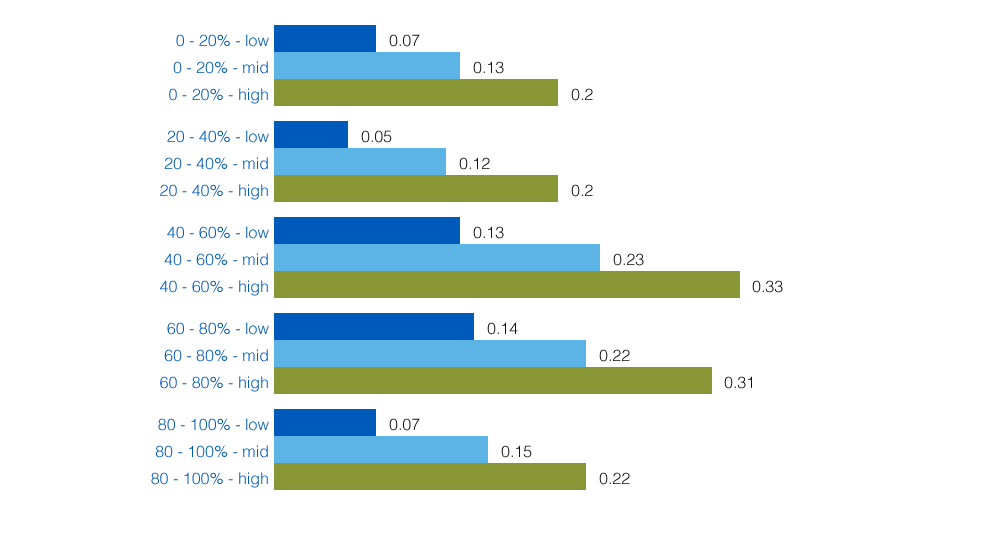 0 - 20% - low 0.07
0 - 20% - mid 0.13
0 - 20% - high 0.2
20 - 40% - low 0.05
20 - 40% - mid 0.12
20 - 40% - high 0.2
40 - 60% - low 0.13
40 - 60% - mid 0.23
40 - 60% - high 0.33
60 - 80% - low 0.14
60 - 80% - mid 0.22
60 - 80% - high 0.31
80 - 100% - low 0.07
80 - 100% - mid 0.15
80 - 100% - high 0.22